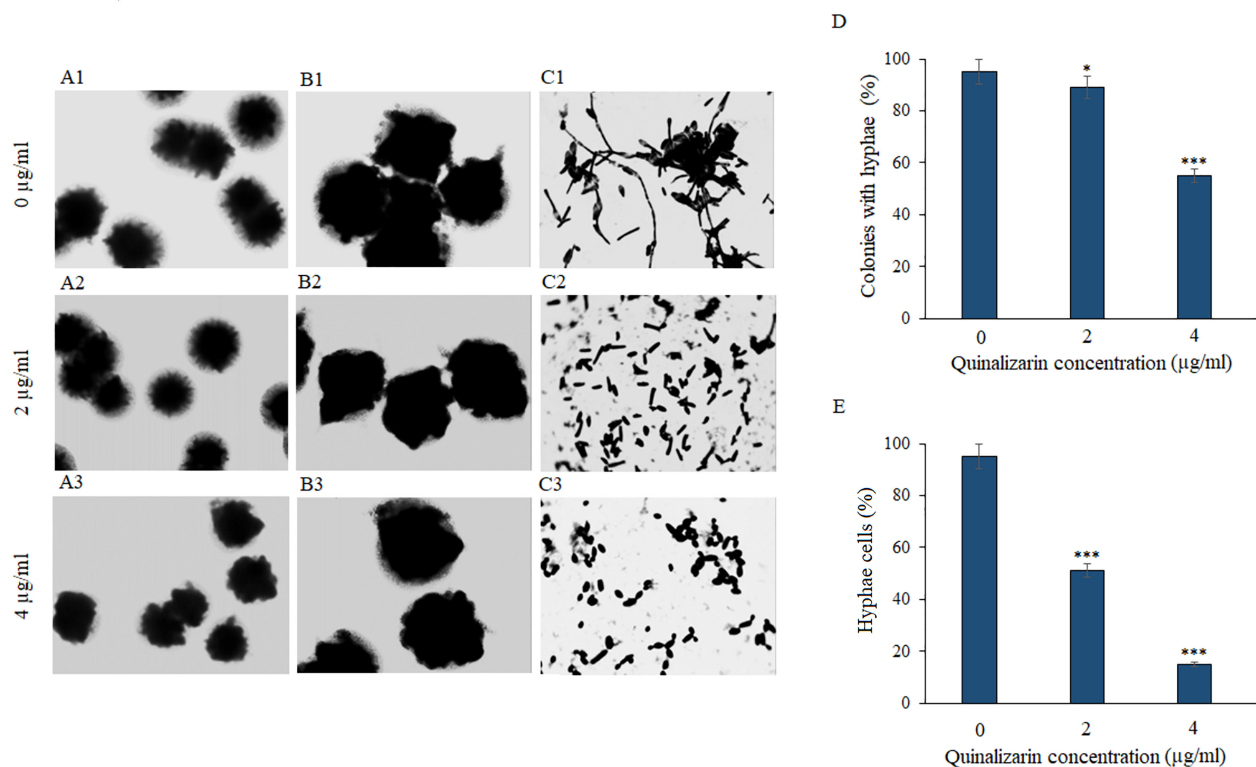 A1
B1
C1
0 µg/ml
A2
B2
C2
2 µg/ml
A3
B3
C3
4 µg/ml
D
Colonies with hyphae (%)
100
80
60
40
20
0
*
***
0 2 4
Quinalizarin concentration (µg/ml)
E
Hyphae cells (%)
100
80
60
40
20
0
***
***
0 2 4
Quinalizarin concentration (µg/ml)